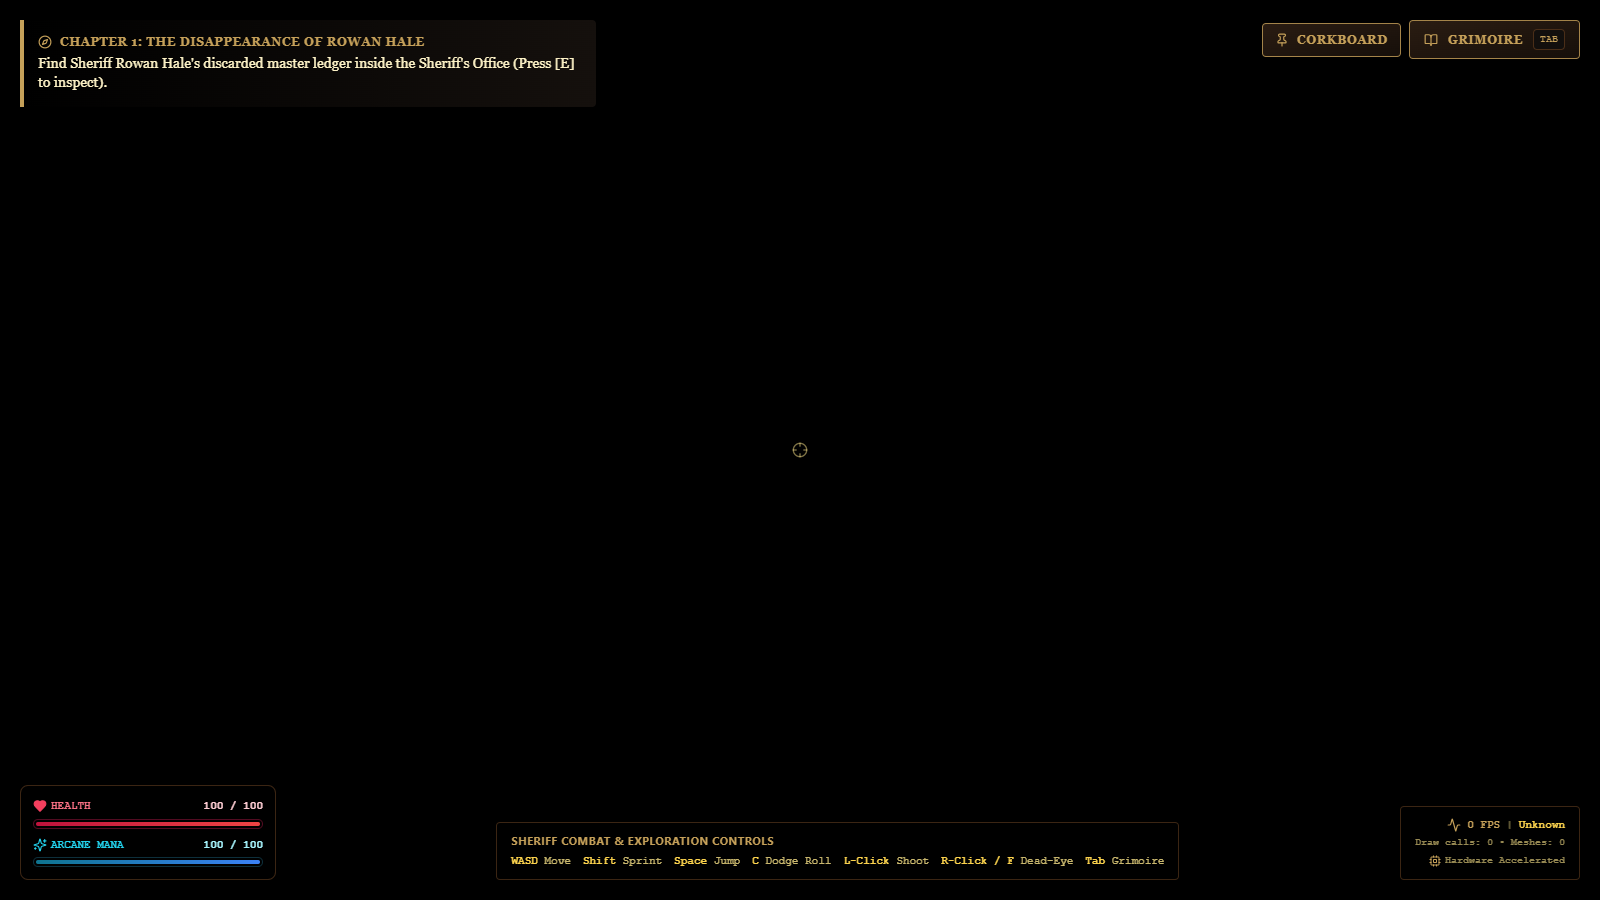 CHAPTER 1: THE DISAPPEARANCE OF ROWAN HALE
Find Sheriff Rowan Hale's discarded master ledger inside the Sheriff's Office (Press [E]
to inspect).
CORKBOARD
GRIMOIRE TAB
HEALTH 100 / 100
ARCANE MANA 100 / 100
SHERIFF COMBAT & EXPLORATION CONTROLS
WASD Move Shift Sprint Space Jump C Dodge Roll L-Click Shoot R-Click / F Dead-Eye Tab Grimoire
0 FPS | Unknown
Draw calls: 0 • Meshes: 0
Hardware Accelerated